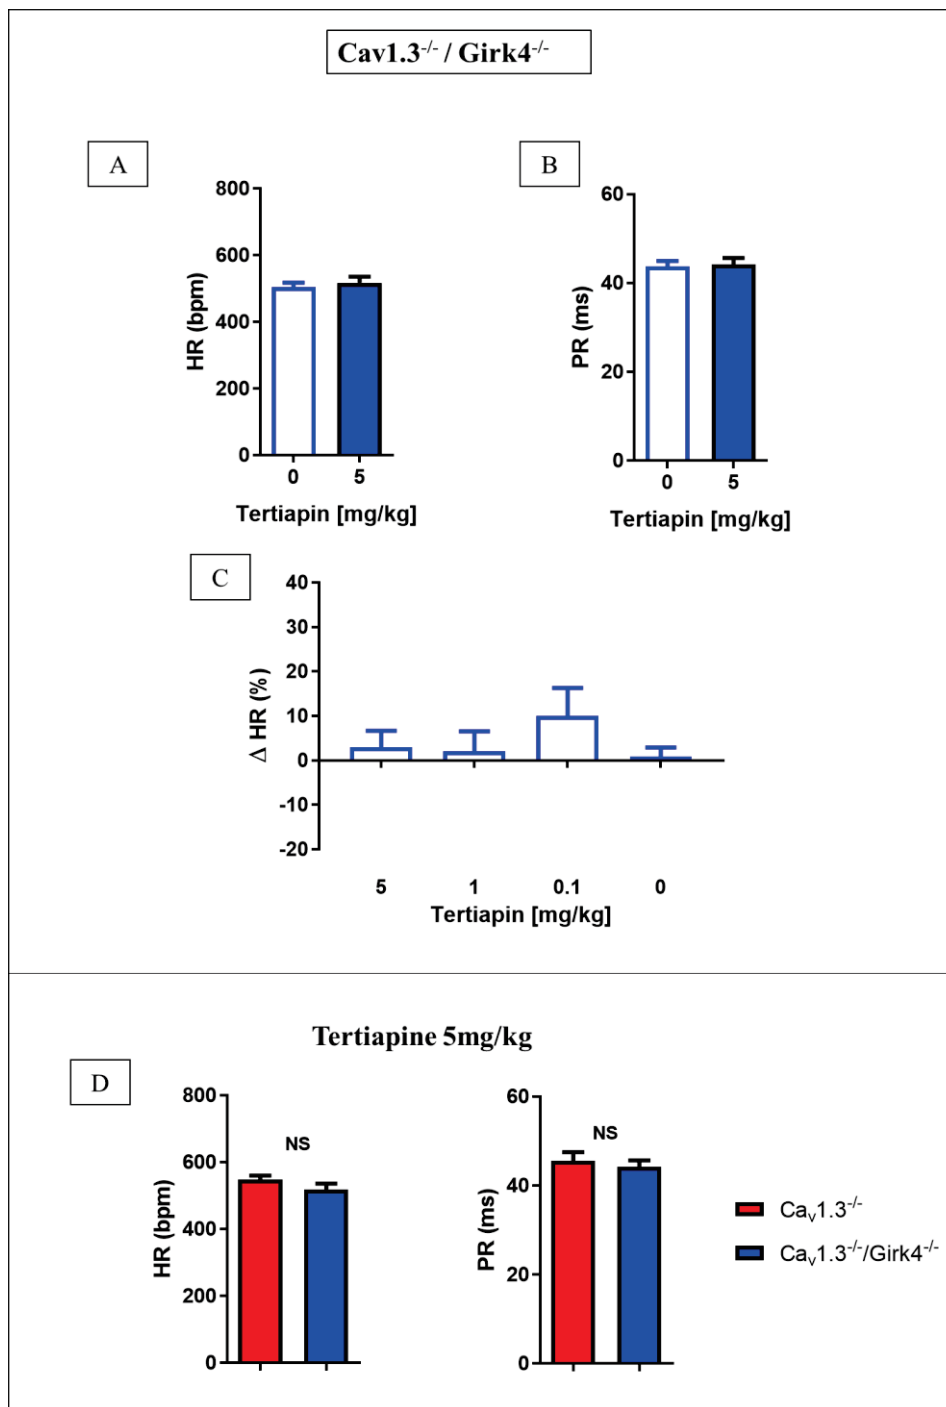 Cav1.3-/- / Girk4-/-
A
800
600
400
200
0
HR (bpm)
0 5
Tertiapin [mg/kg]
B
60
40
20
0
PR (ms)
0 5
Tertiapin [mg/kg]
C
40
30
20
10
0
-10
-20
Δ HR (%)
5 1 0.1 0
Tertiapin [mg/kg]
Tertiapine 5mg/kg
D
800
600
400
200
0
HR (bpm)
NS
60
40
20
0
PR (ms)
NS
Cav1.3-/-
Cav1.3-/-/Girk4-/-